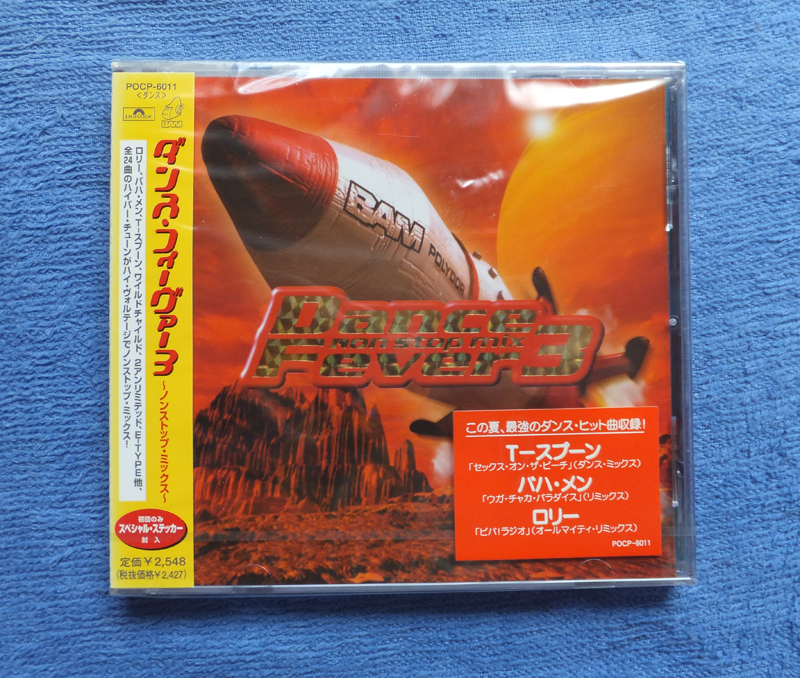 POCP-6011
〈ダンス〉
polydor
BAM
ダンス・フィーヴァー3
〜ノンストップ・ミックス〜
ロリー、バハ・メン、T-スプーン、ワイルドチャイルド、2アンリミテッド、E-TYPE他、
全24曲のハイパー・チューンがハイ・ヴォルテージでノンストップ・ミックス!
初回のみ
スペシャル・ステッカー
封入
定価￥2,548
(税抜価格￥2,427)
BAM
POLYDOR
Dance
Non stop mix
Fever3
この夏、最強のダンス・ヒット曲収録!
T-スプーン
「セックス・オン・ザ・ビーチ」(ダンス・ミックス)
バハ・メン
「ウガ・チャカ・パラダイス」(リミックス)
ロリー
「ビバ!ラジオ」(オールマイティ・リミックス)
POCP-6011